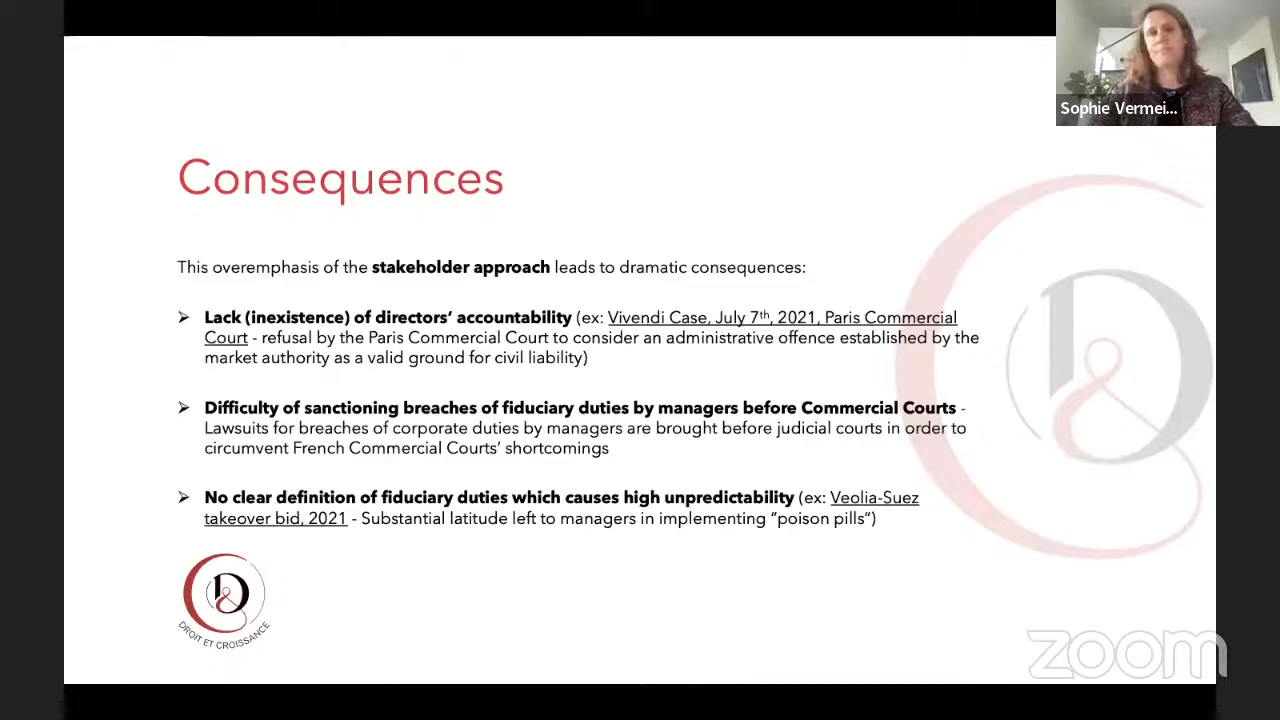 Sophie Vermei...
Consequences
This overemphasis of the stakeholder approach leads to dramatic consequences:
➢ Lack (inexistence) of directors’ accountability (ex: Vivendi Case, July 7th, 2021, Paris Commercial
Court - refusal by the Paris Commercial Court to consider an administrative offence established by the
market authority as a valid ground for civil liability)
➢ Difficulty of sanctioning breaches of fiduciary duties by managers before Commercial Courts -
Lawsuits for breaches of corporate duties by managers are brought before judicial courts in order to
circumvent French Commercial Courts’ shortcomings
➢ No clear definition of fiduciary duties which causes high unpredictability (ex: Veolia-Suez
takeover bid, 2021 - Substantial latitude left to managers in implementing “poison pills”)
D&
D&
DROIT ET CROISSANCE
zoom